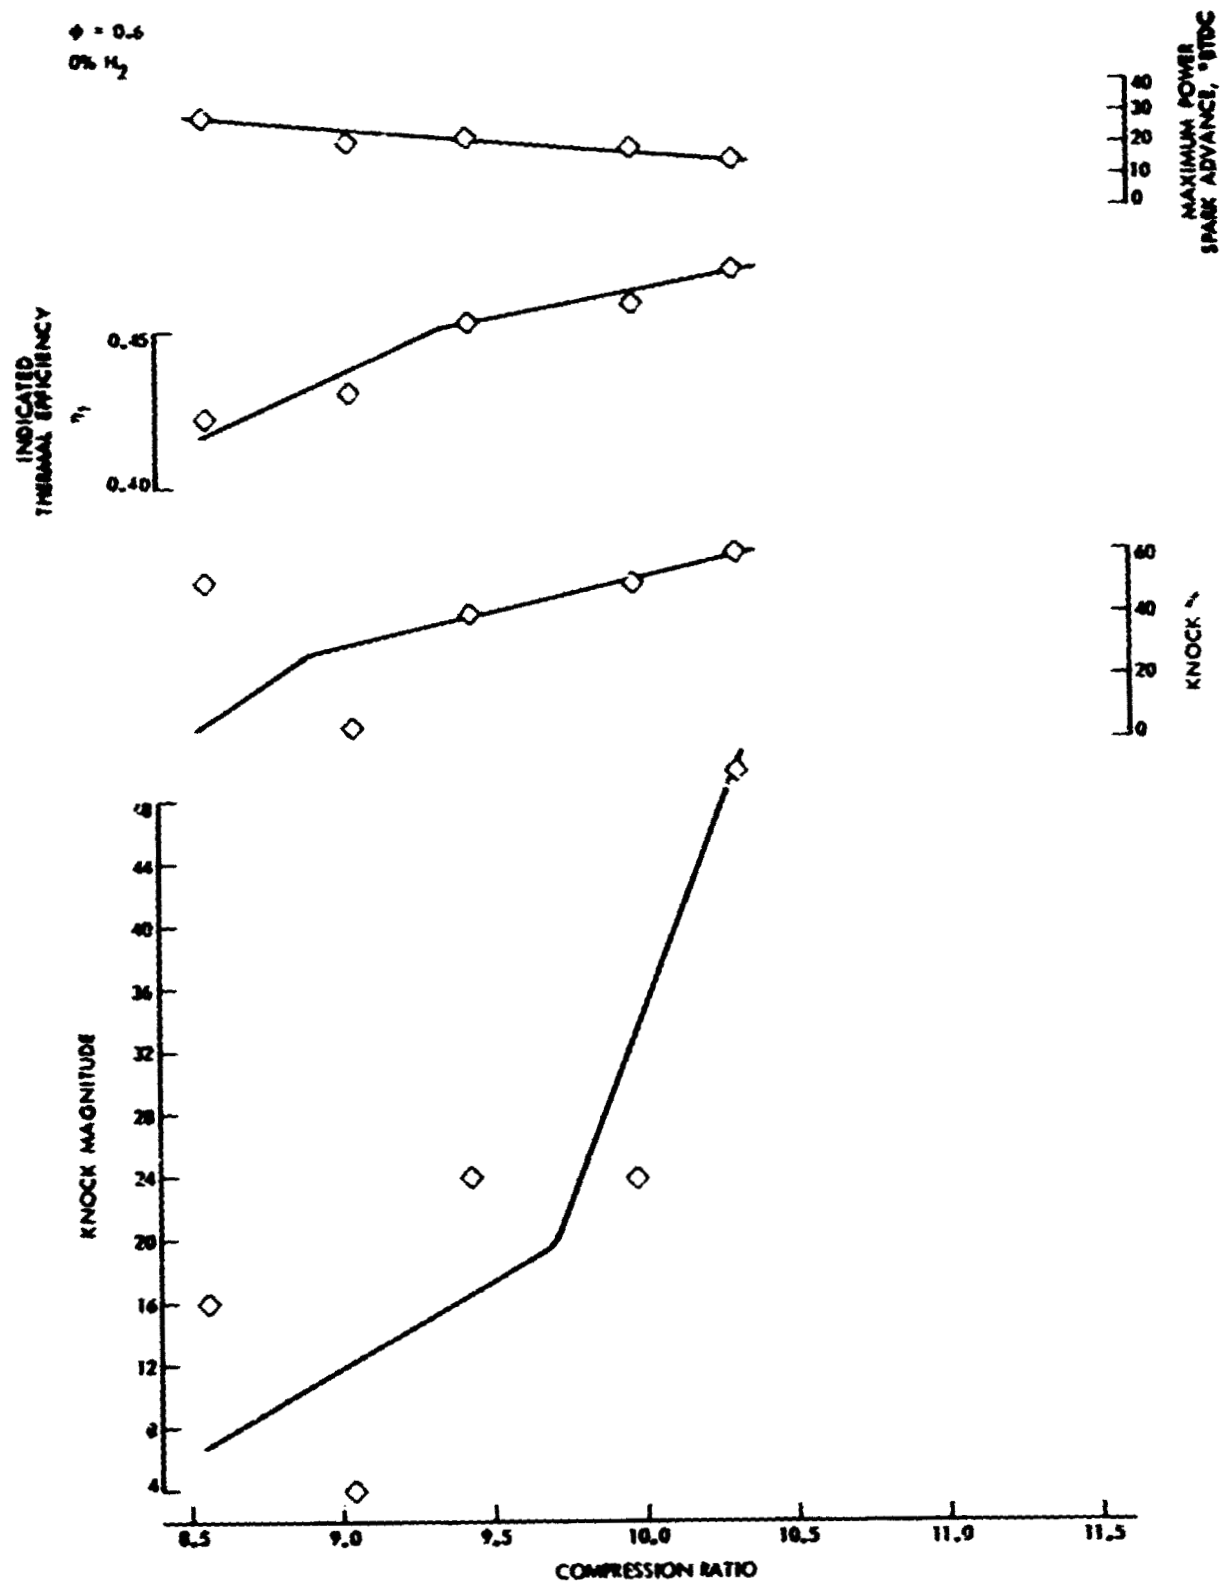 ϕ = 0.6
0% H2
40
30
20
10
0
MAXIMUM POWER
SPARK ADVANCE, °BTDC
INDICATED
THERMAL EFFICIENCY
0.45
0.40
60
40
20
0
KNOCK %
48
44
40
36
32
28
24
20
16
12
8
4
KNOCK MAGNITUDE
8.5 9.0 9.5 10.0 10.5 11.0 11.5
COMPRESSION RATIO